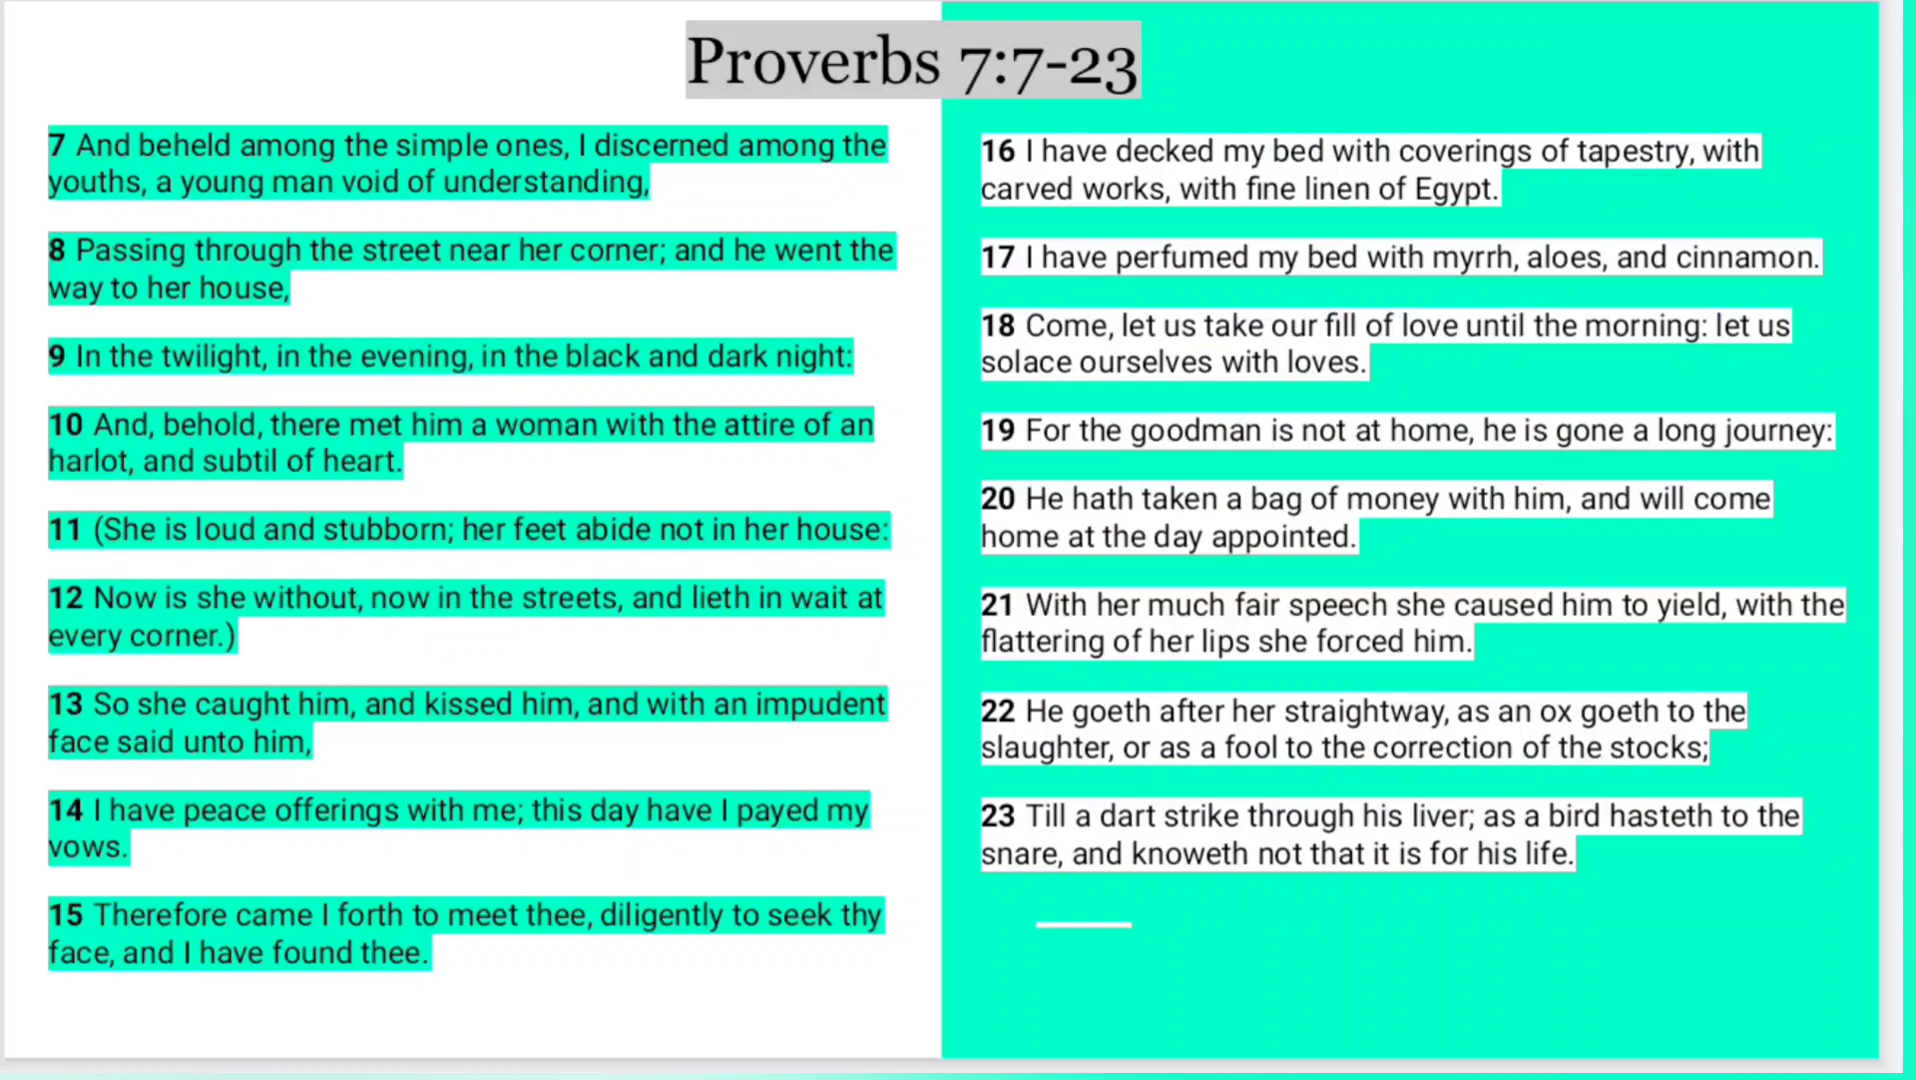 Proverbs 7:7-23
7 And beheld among the simple ones, I discerned among the
youths, a young man void of understanding,
8 Passing through the street near her corner; and he went the
way to her house,
9 In the twilight, in the evening, in the black and dark night:
10 And, behold, there met him a woman with the attire of an
harlot, and subtil of heart.
11 (She is loud and stubborn; her feet abide not in her house:
12 Now is she without, now in the streets, and lieth in wait at
every corner.)
13 So she caught him, and kissed him, and with an impudent
face said unto him,
14 I have peace offerings with me; this day have I payed my
vows.
15 Therefore came I forth to meet thee, diligently to seek thy
face, and I have found thee.
16 I have decked my bed with coverings of tapestry, with
carved works, with fine linen of Egypt.
17 I have perfumed my bed with myrrh, aloes, and cinnamon.
18 Come, let us take our fill of love until the morning: let us
solace ourselves with loves.
19 For the goodman is not at home, he is gone a long journey:
20 He hath taken a bag of money with him, and will come
home at the day appointed.
21 With her much fair speech she caused him to yield, with the
flattering of her lips she forced him.
22 He goeth after her straightway, as an ox goeth to the
slaughter, or as a fool to the correction of the stocks;
23 Till a dart strike through his liver; as a bird hasteth to the
snare, and knoweth not that it is for his life.